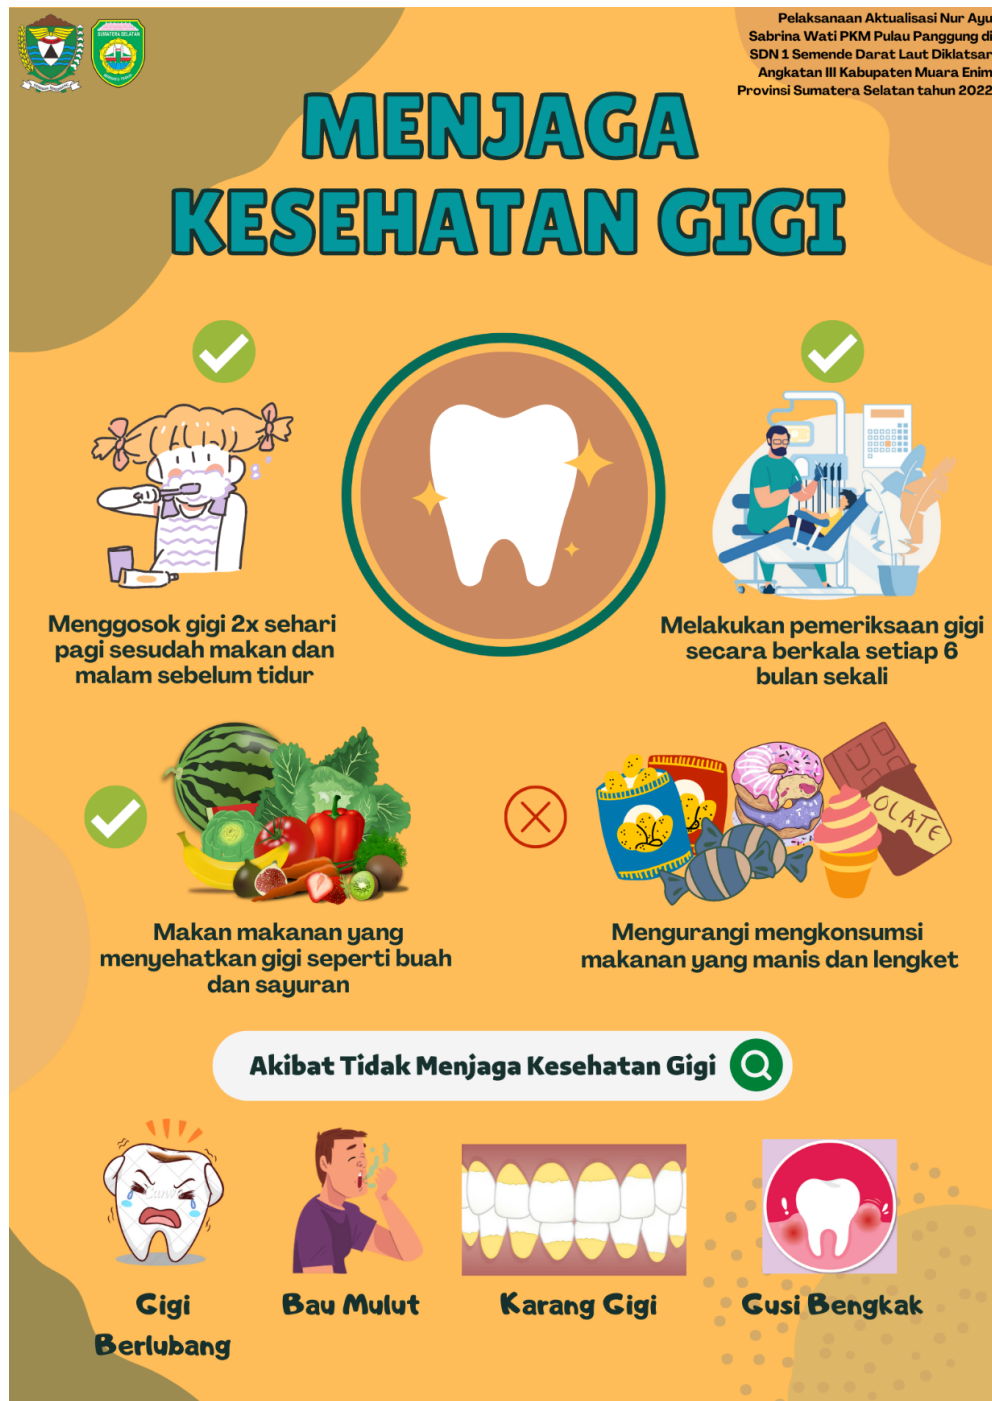 Pelaksanaan Aktualisasi Nur Ayu
Sabrina Wati PKM Pulau Panggung di
SDN 1 Semende Darat Laut Diklatsar
Angkatan III Kabupaten Muara Enim
Provinsi Sumatera Selatan tahun 2022
SUMATERA SELATAN
MENJAGA
KESEHATAN GIGI
Menggosok gigi 2x sehari
pagi sesudah makan dan
malam sebelum tidur
Melakukan pemeriksaan gigi
secara berkala setiap 6
bulan sekali
OLATE
Makan makanan yang
menyehatkan gigi seperti buah
dan sayuran
Mengurangi mengkonsumsi
makanan yang manis dan lengket
Akibat Tidak Menjaga Kesehatan Gigi
Canva
Gigi
Berlubang
Bau Mulut
Karang Gigi
Gusi Bengkak